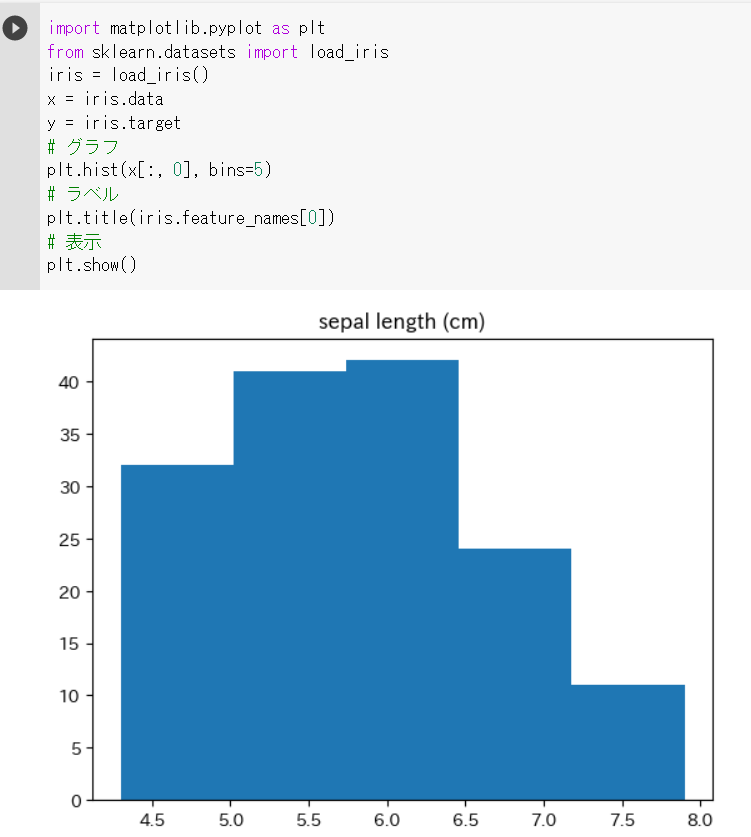 import matplotlib.pyplot as plt
from sklearn.datasets import load_iris
iris = load_iris()
x = iris.data
y = iris.target
# グラフ
plt.hist(x[:, 0], bins=5)
# ラベル
plt.title(iris.feature_names[0])
# 表示
plt.show()
sepal length (cm)
40
35
30
25
20
15
10
5
0
4.5 5.0 5.5 6.0 6.5 7.0 7.5 8.0